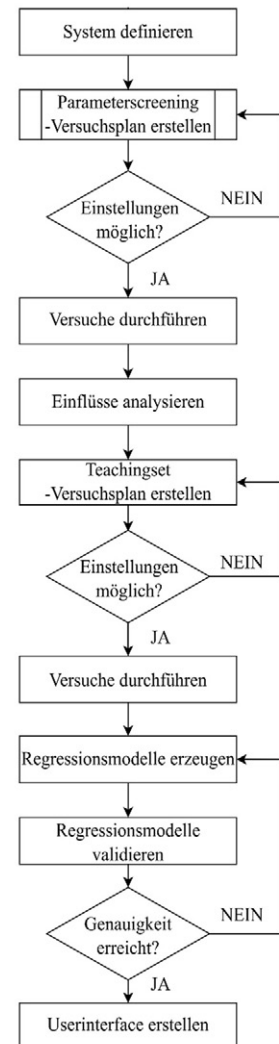 System definieren
Parameterscreening
-Versuchsplan erstellen
Einstellungen
möglich?
NEIN
JA
Versuche durchführen
Einflüsse analysieren
Teachingset
-Versuchsplan erstellen
Einstellungen
möglich?
NEIN
JA
Versuche durchführen
Regressionsmodelle erzeugen
Regressionsmodelle
validieren
Genauigkeit
erreicht?
NEIN
JA
Userinterface erstellen